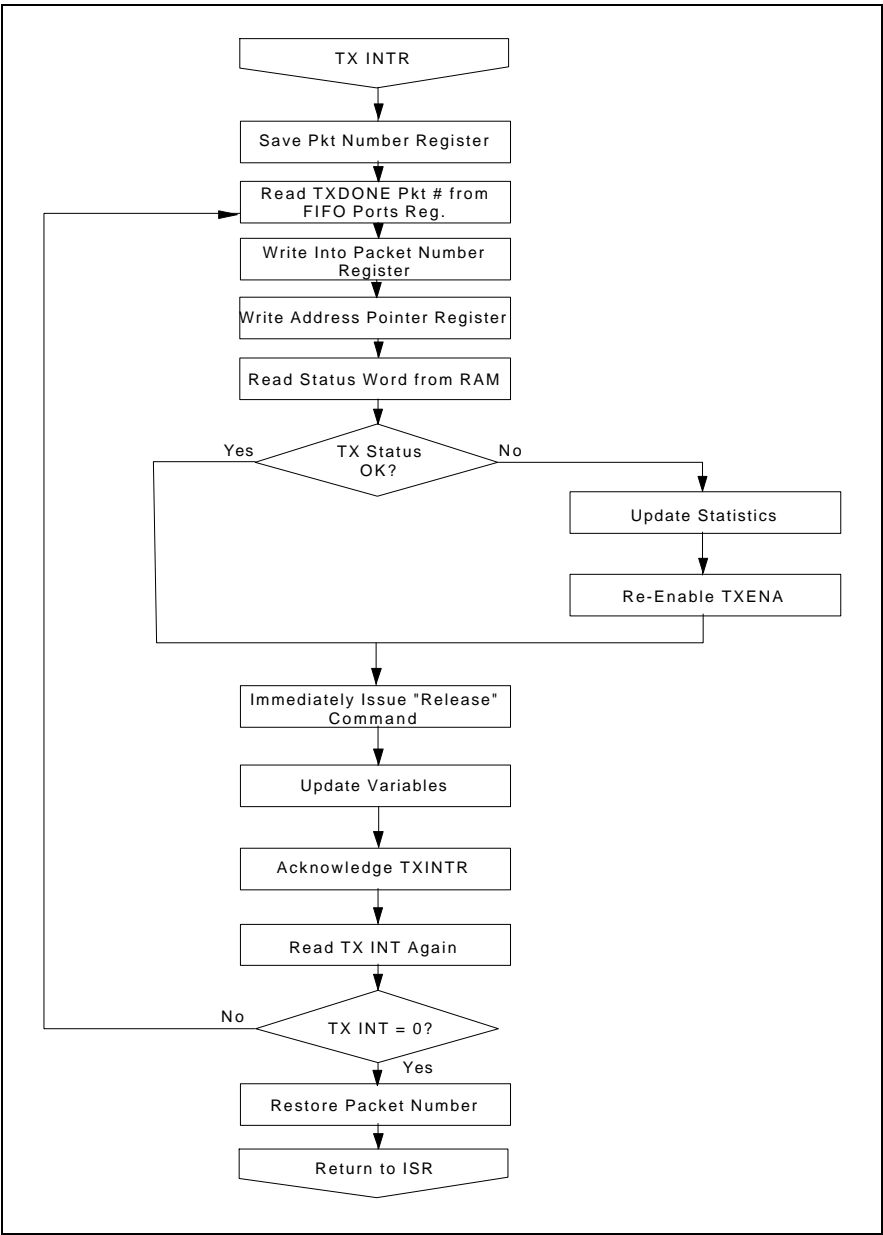 TX INTR
Save Pkt Number Register
Read TXDONE Pkt # from
FIFO Ports Reg.
Write Into Packet Number
Register
Write Address Pointer Register
Read Status Word from RAM
Yes
TX Status
OK?
No
Update Statistics
Re-Enable TXENA
Immediately Issue "Release"
Command
Update Variables
Acknowledge TXINTR
Read TX INT Again
No
TX INT = 0?
Yes
Restore Packet Number
Return to ISR